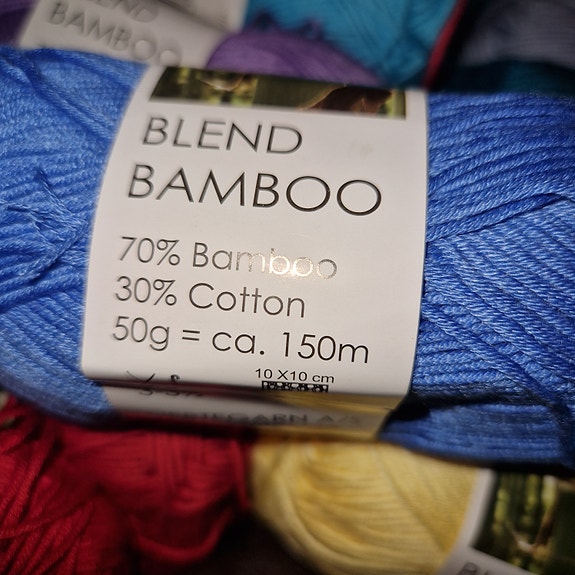 BLEND
BAMBOO
BLEND
BAMBOO
70% Bamboo
30% Cotton
50g = ca. 150m
10 X 10 cm